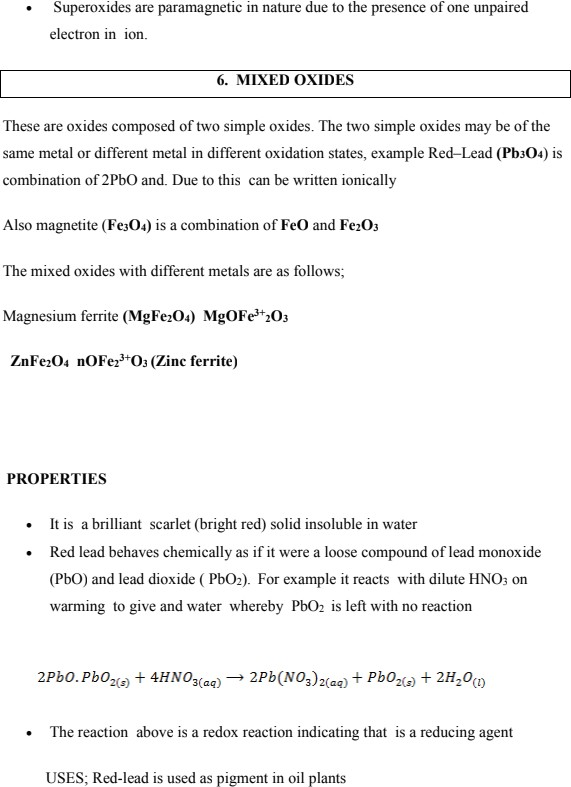 • Superoxides are paramagnetic in nature due to the presence of one unpaired
electron in ion.
6. MIXED OXIDES
These are oxides composed of two simple oxides. The two simple oxides may be of the
same metal or different metal in different oxidation states, example Red–Lead (Pb₃O₄) is
combination of 2PbO and. Due to this can be written ionically
Also magnetite (Fe₃O₄) is a combination of FeO and Fe₂O₃
The mixed oxides with different metals are as follows;
Magnesium ferrite (MgFe₂O₄) MgOFe³⁺₂O₃
ZnFe₂O₄ nOFe₂³⁺O₃ (Zinc ferrite)
PROPERTIES
• It is a brilliant scarlet (bright red) solid insoluble in water
• Red lead behaves chemically as if it were a loose compound of lead monoxide
(PbO) and lead dioxide ( PbO₂). For example it reacts with dilute HNO₃ on
warming to give and water whereby PbO₂ is left with no reaction
2PbO.PbO₂₍ₛ₎ + 4HNO₃(aq) → 2Pb(NO₃)₂(aq) + PbO₂₍ₛ₎ + 2H₂O₍ₗ₎
• The reaction above is a redox reaction indicating that is a reducing agent
USES; Red-lead is used as pigment in oil plants